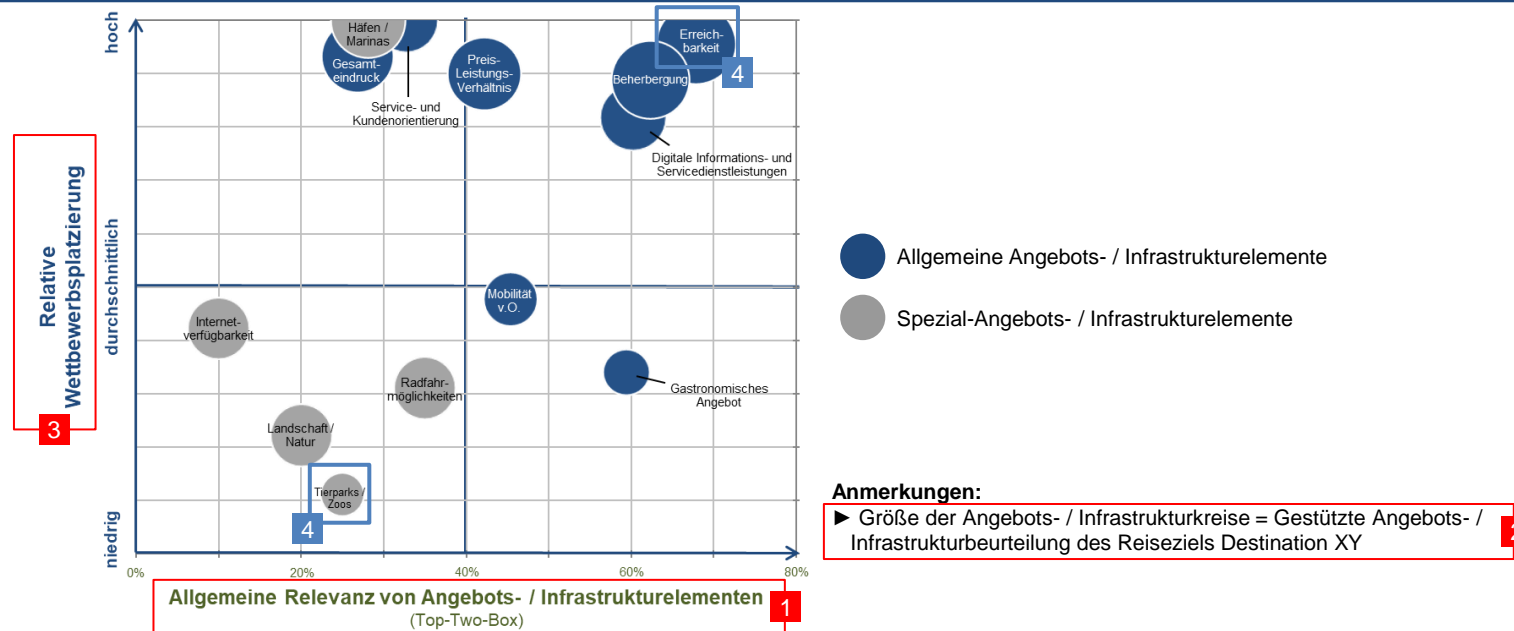 hoch
Häfen /
Marinas
Gesamt-
eindruck
Service- und
Kundenorientierung
Preis-
Leistungs-
Verhältnis
Erreich-
barkeit
4
Beherbergung
Digitale Informations- und
Servicedienstleistungen
Relative
Wettbewerbsplatzierung
3
durchschnittlich
Mobilität
v.O.
Internet-
verfügbarkeit
Radfahr-
möglichkeiten
Gastronomisches
Angebot
Landschaft /
Natur
Tierparks /
Zoos
4
niedrig
0%
20%
40%
60%
80%
Allgemeine Relevanz von Angebots- / Infrastrukturelementen
(Top-Two-Box)
1
Allgemeine Angebots- / Infrastrukturelemente
Spezial-Angebots- / Infrastrukturelemente
Anmerkungen:
► Größe der Angebots- / Infrastrukturkreise = Gestützte Angebots- /
Infrastrukturbeurteilung des Reiseziels Destination XY
2